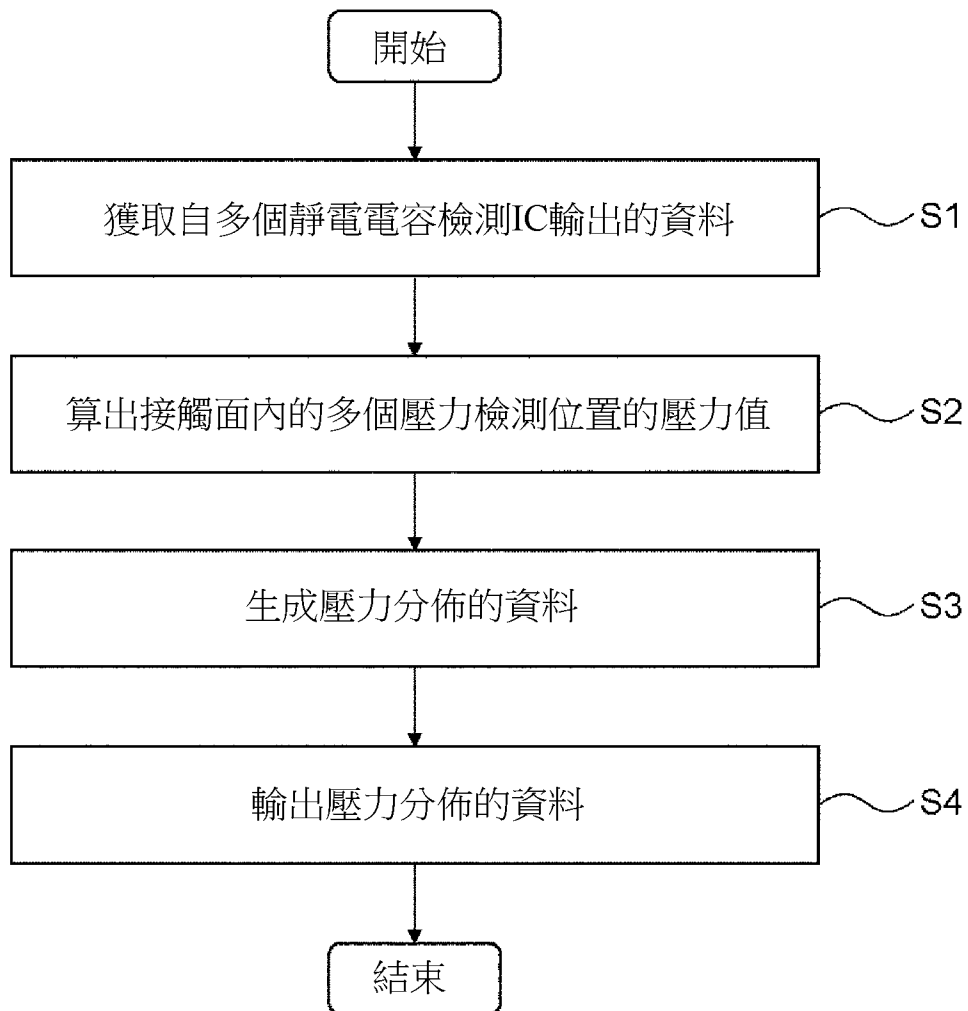 開始
獲取自多個靜電電容檢測IC輸出的資料
S1
算出接觸面內的多個壓力檢測位置的壓力值
S2
生成壓力分佈的資料
S3
輸出壓力分佈的資料
S4
結束